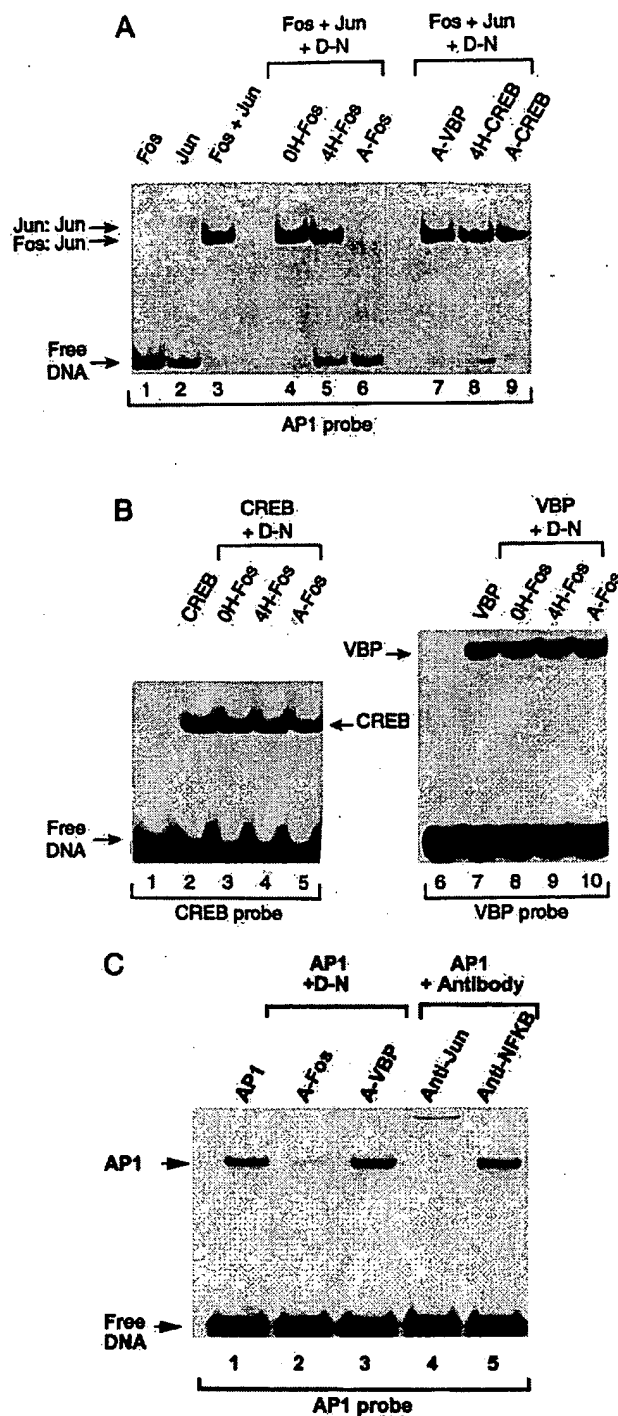 A
Fos + Jun
+ D-N
Fos + Jun
+ D-N
Fos
Jun
Fos + Jun
0H-Fos
4H-Fos
A-Fos
A-VBP
4H-CREB
A-CREB
Jun: Jun
Fos: Jun
Free
DNA
1 2 3 4 5 6 7 8 9
AP1 probe
B
CREB
+ D-N
VBP
+ D-N
CREB
0H-Fos
4H-Fos
A-Fos
VBP
0H-Fos
4H-Fos
A-Fos
VBP
CREB
Free
DNA
1 2 3 4 5
6 7 8 9 10
CREB probe
VBP probe
C
AP1
+D-N
AP1
+ Antibody
AP1
A-Fos
A-VBP
Anti-Jun
Anti-NFKB
AP1
Free
DNA
1 2 3 4 5
AP1 probe